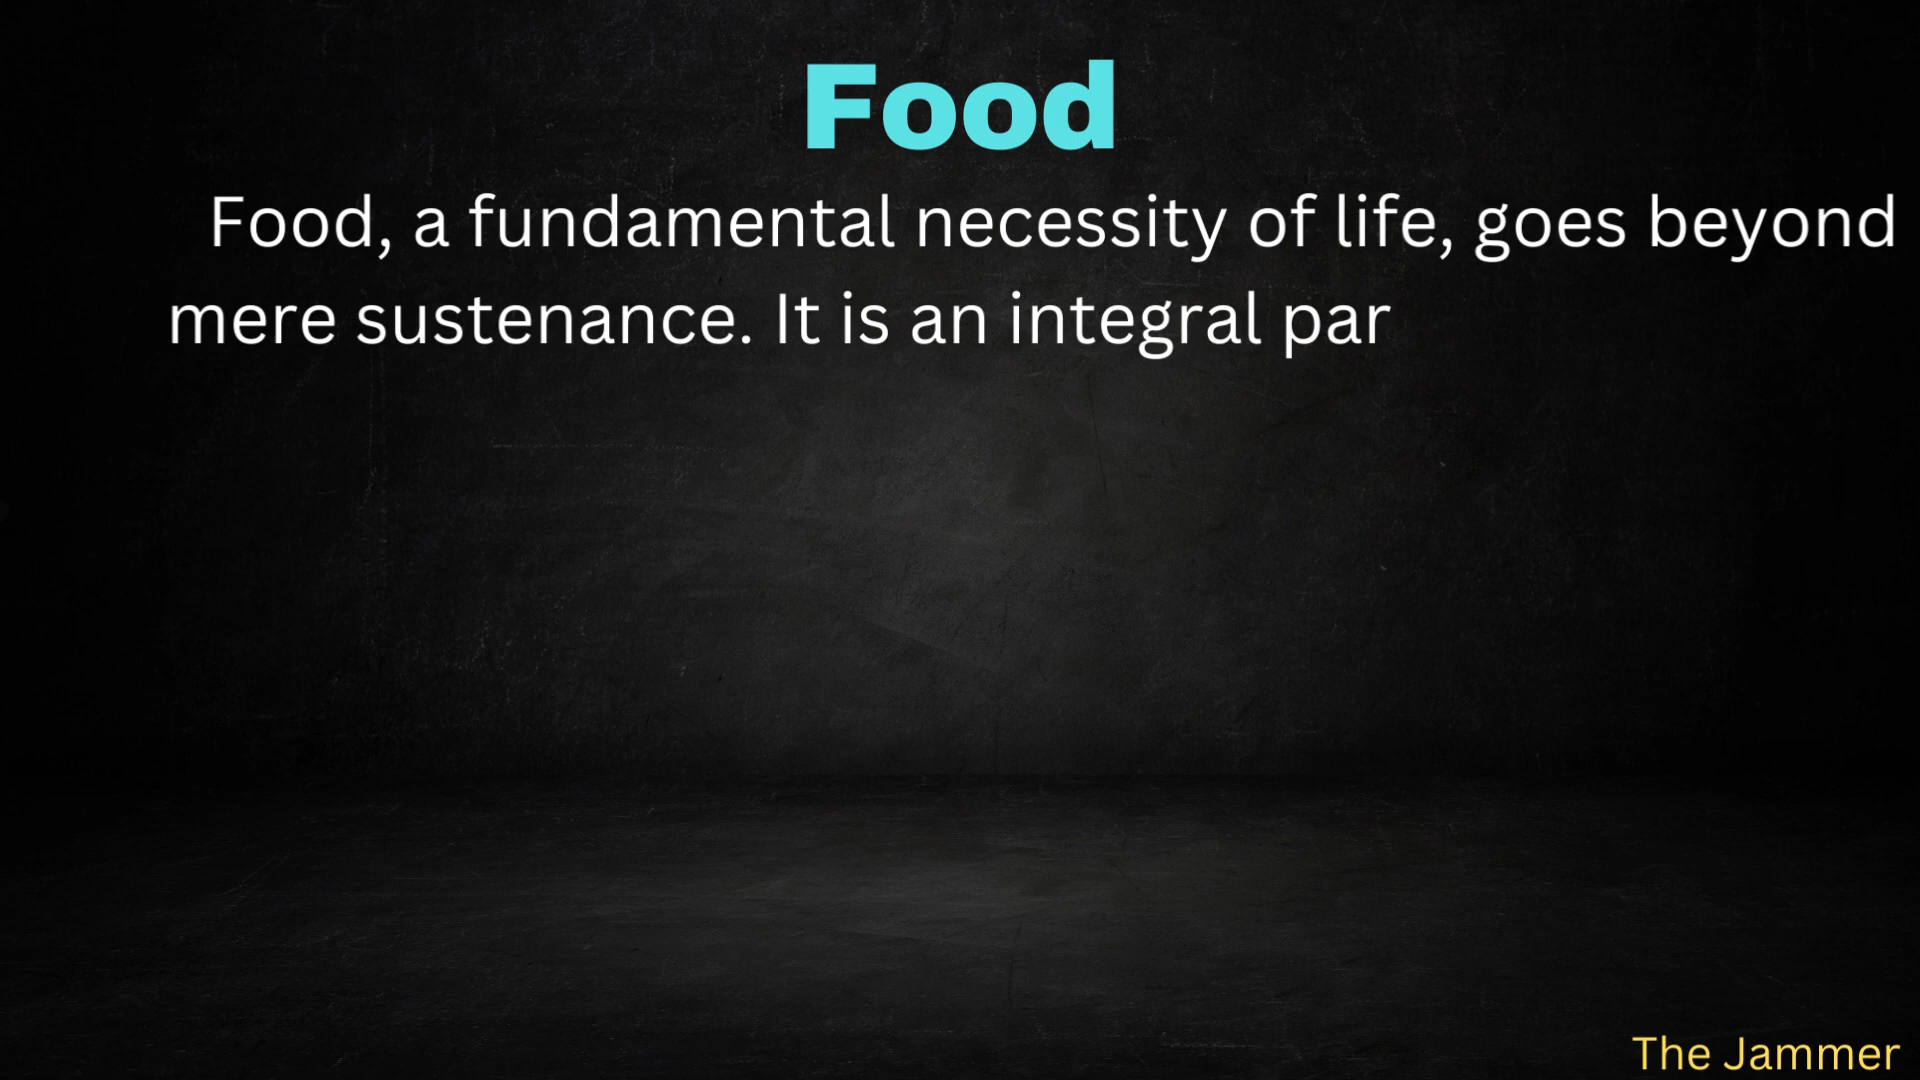 Food
Food, a fundamental necessity of life, goes beyond
mere sustenance. It is an integral par
The Jammer